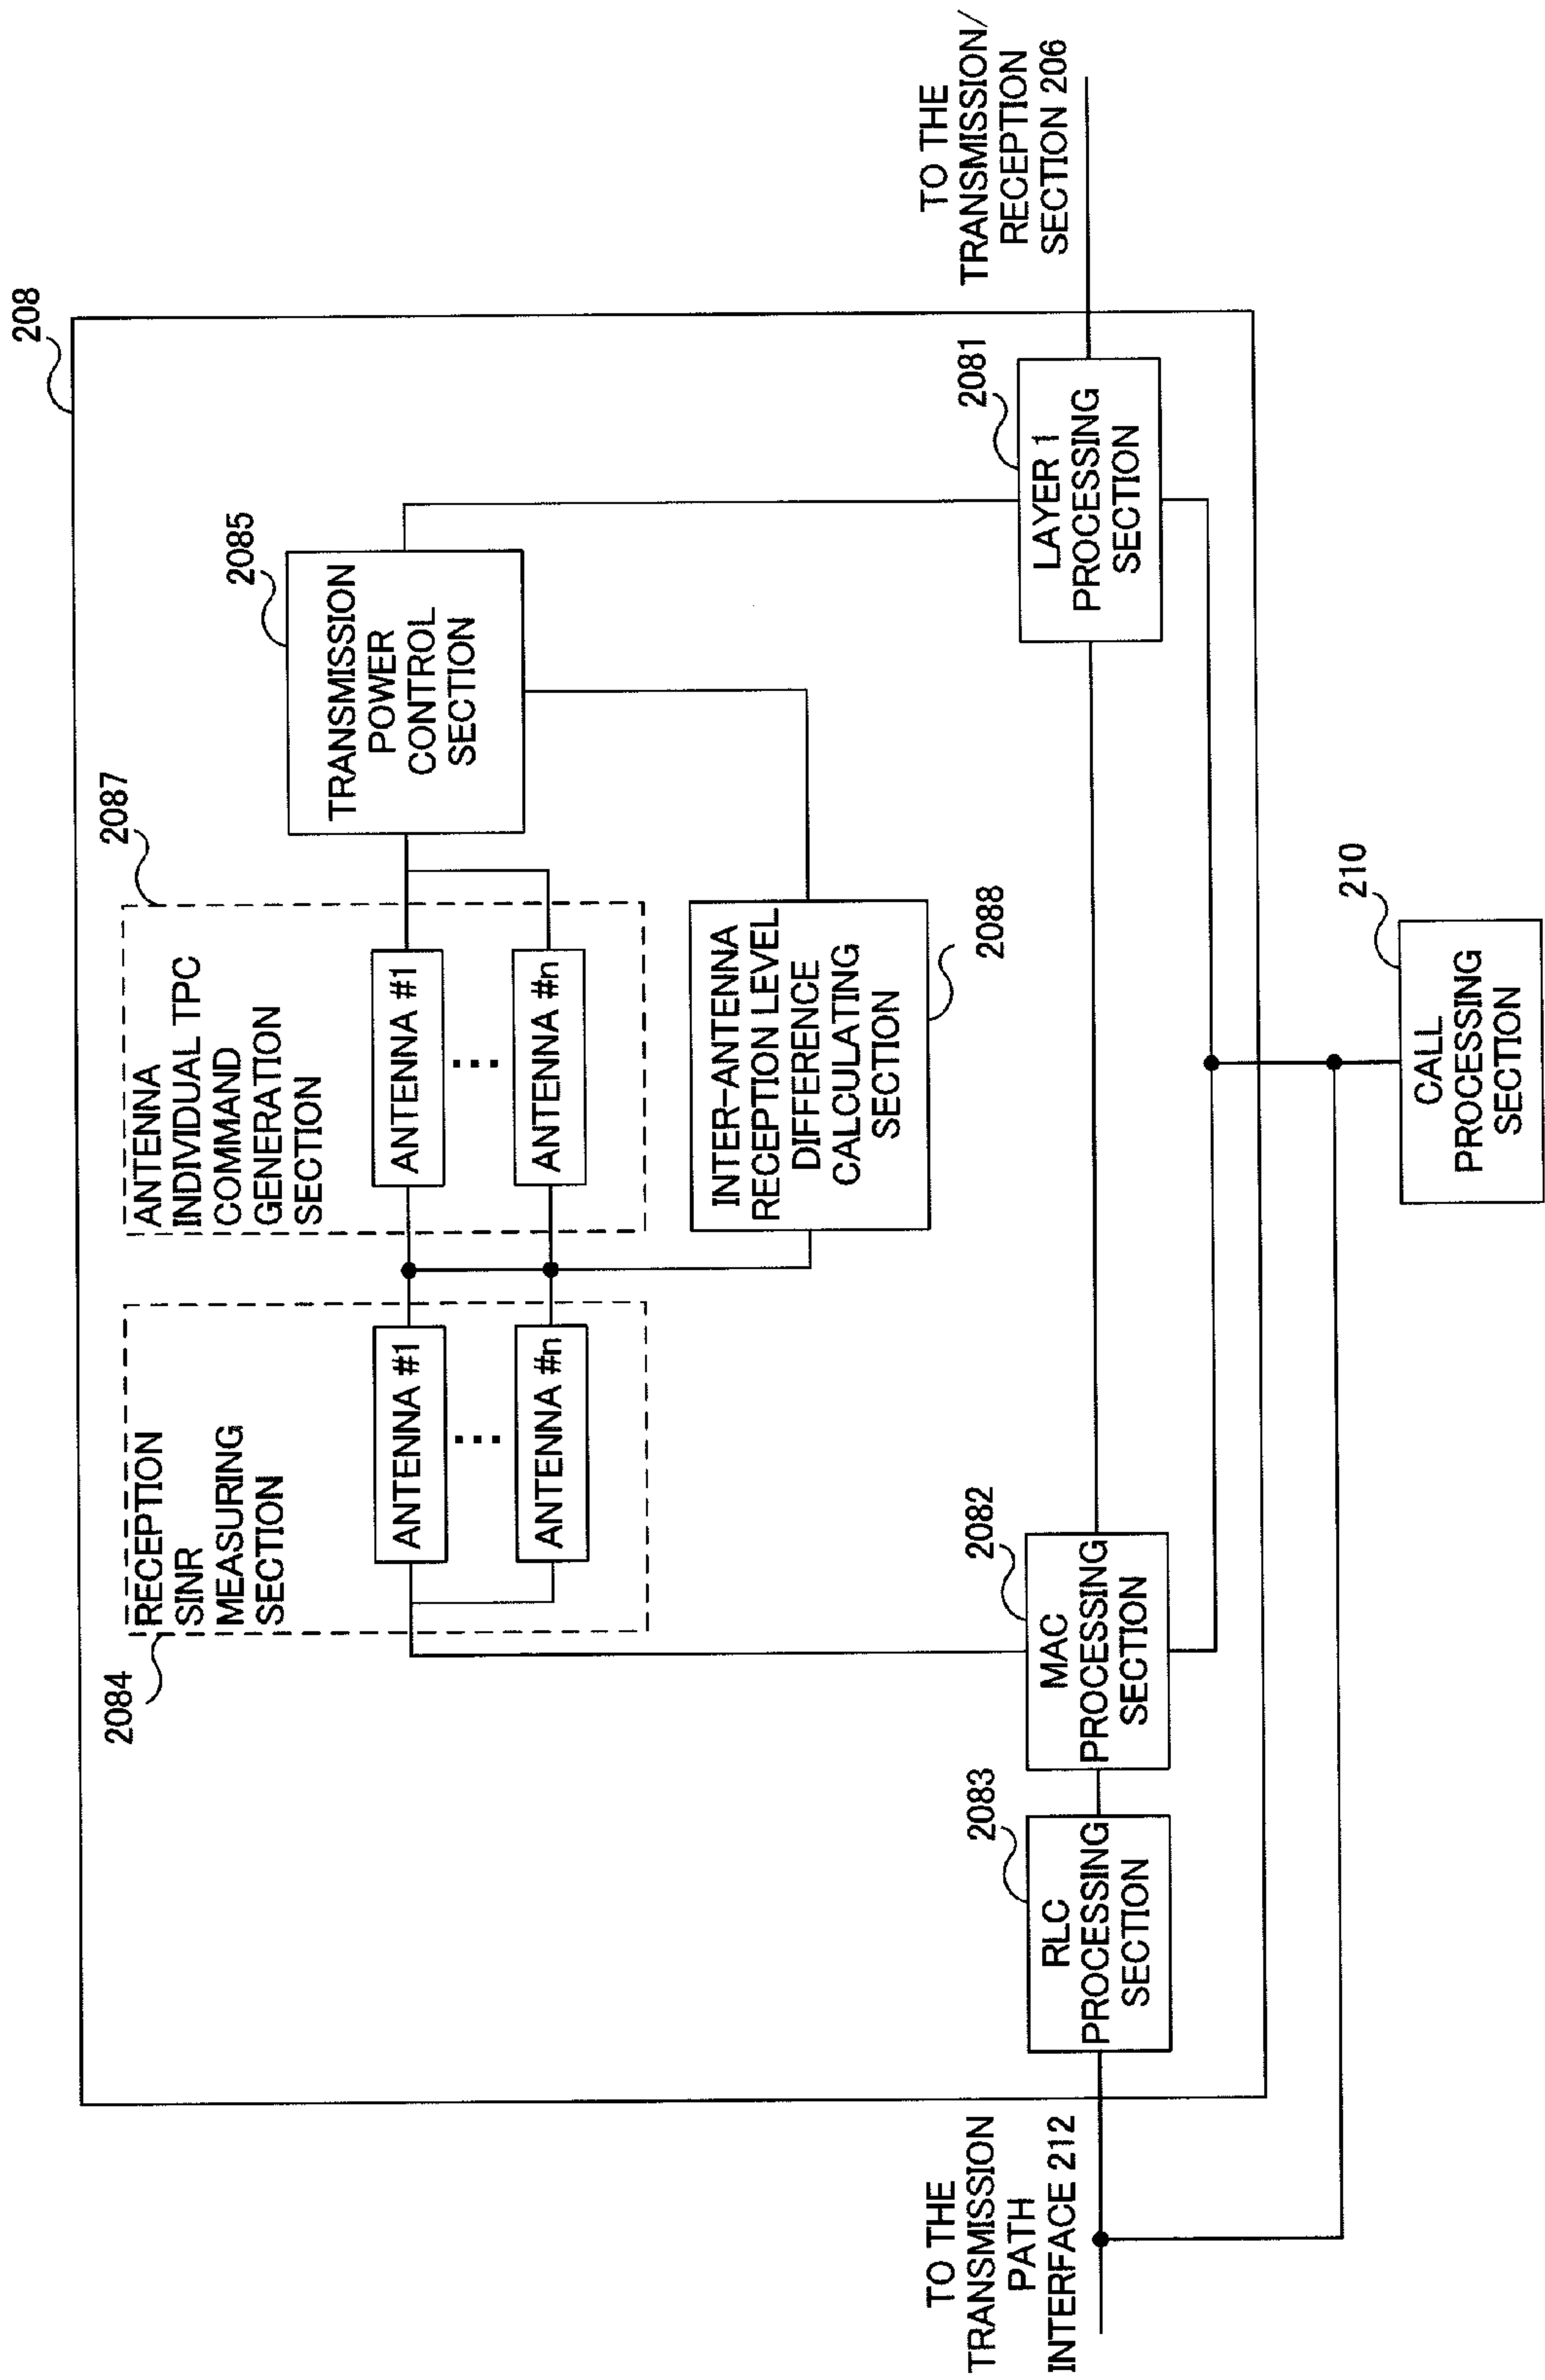 208
2084
RECEPTION
SINR
MEASURING
SECTION
ANTENNA #1
...
ANTENNA #n
2087
ANTENNA
INDIVIDUAL TPC
COMMAND
GENERATION
SECTION
ANTENNA #1
...
ANTENNA #n
2085
TRANSMISSION
POWER
CONTROL
SECTION
INTER-ANTENNA
RECEPTION LEVEL
DIFFERENCE
CALCULATING
SECTION
2088
TO THE
TRANSMISSION
PATH
INTERFACE 212
2083
RLC
PROCESSING
SECTION
2082
MAC
PROCESSING
SECTION
2081
LAYER 1
PROCESSING
SECTION
TO THE
TRANSMISSION/
RECEPTION
SECTION 206
210
CALL
PROCESSING
SECTION